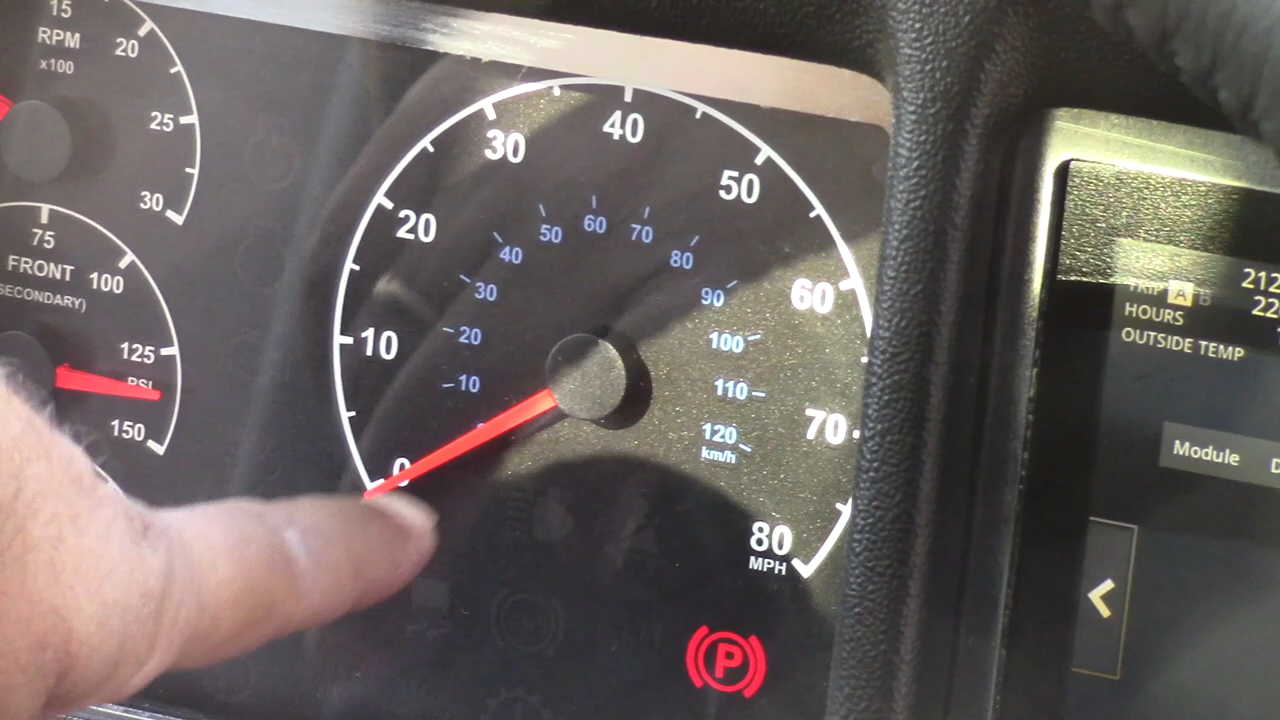 15
RPM
x100
20
25
30
75
FRONT
(SECONDARY)
100
125
PSI
150
0
10
20
30
40
50
60
70
80
MPH
10
20
30
40
50
60
70
80
90
100
110
120
km/h
P
212
TRIP A B
22
HOURS
OUTSIDE TEMP
Module D